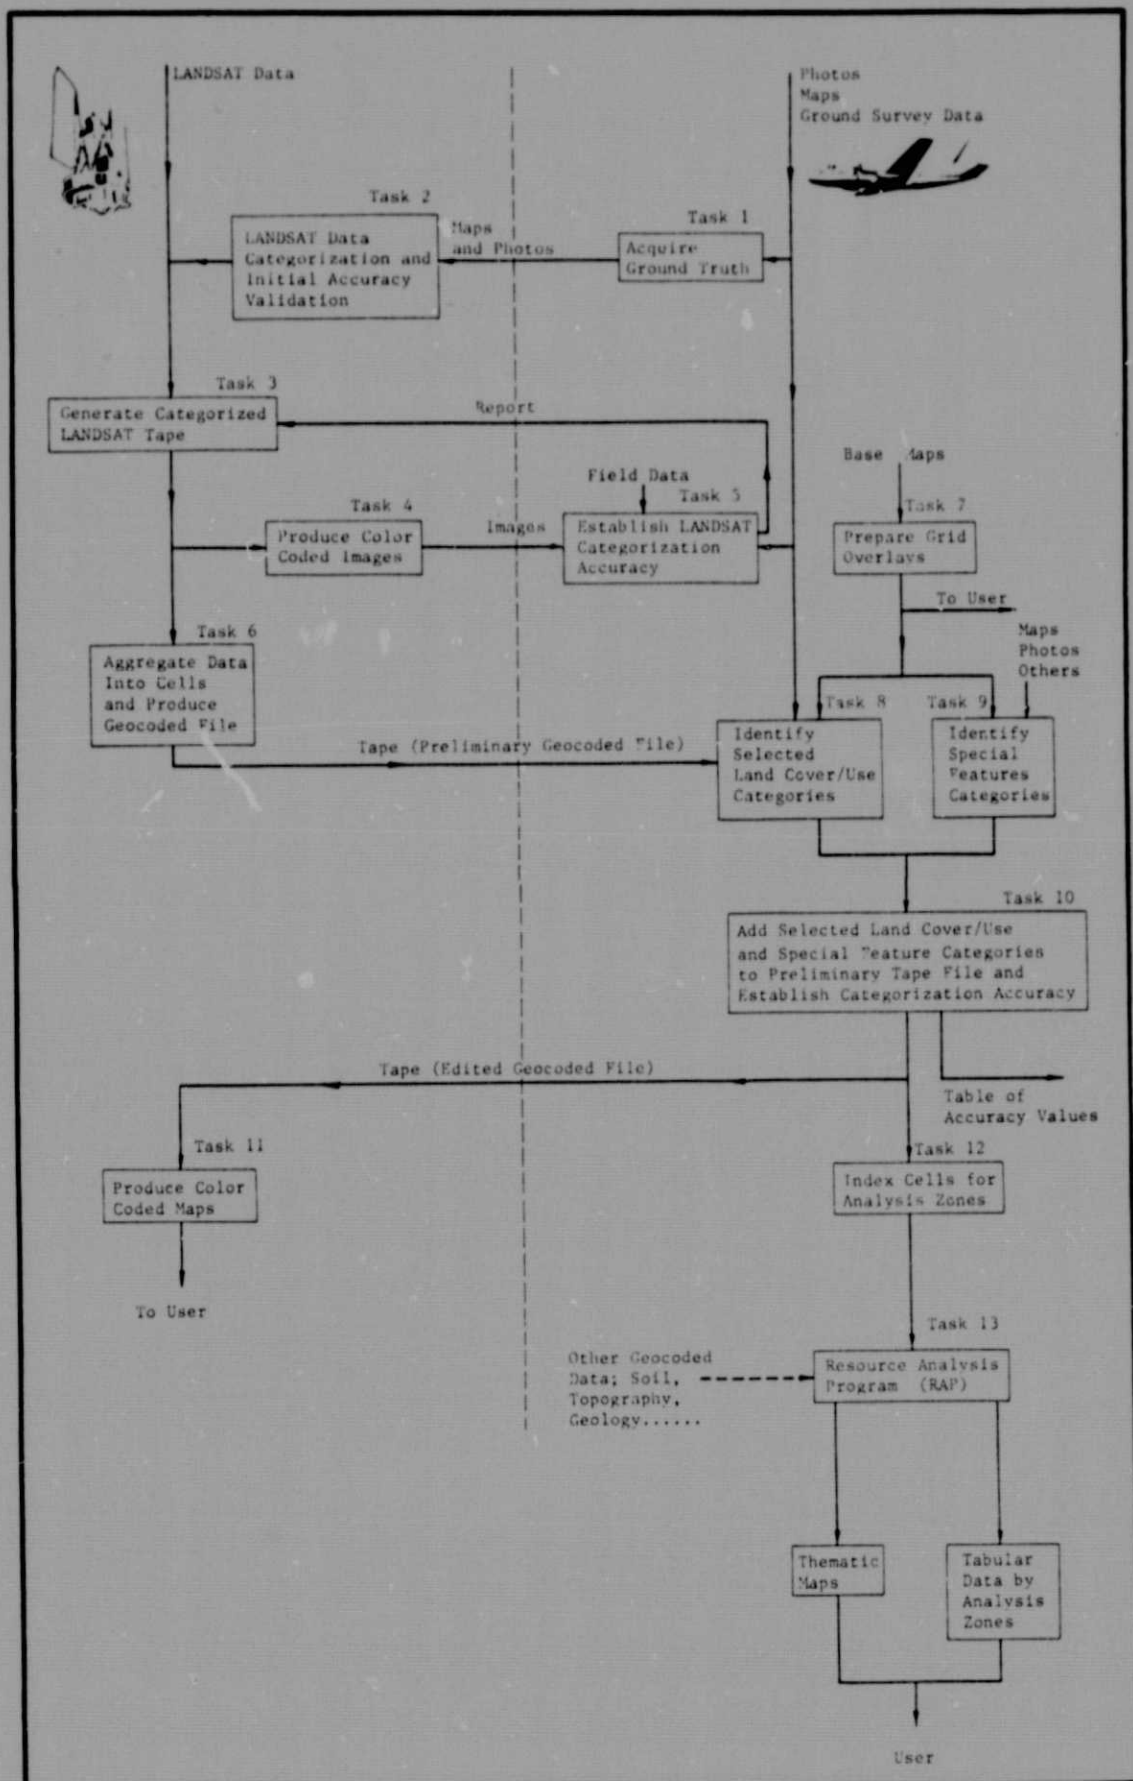 LANDSAT Data
Photos
Maps
Ground Survey Data
Task 2
LANDSAT Data
Categorization and
Initial Accuracy
Validation
Maps
and Photos
Task 1
Acquire
Ground Truth
Task 3
Generate Categorized
LANDSAT Tape
Report
Base Maps
Field Data
Task 4
Produce Color
Coded Images
Images
Task 5
Establish LANDSAT
Categorization
Accuracy
Task 7
Prepare Grid
Overlays
To User
Task 6
Aggregate Data
Into Cells
and Produce
Geocoded File
Maps
Photos
Others
Tape (Preliminary Geocoded File)
Task 8
Identify
Selected
Land Cover/Use
Categories
Task 9
Identify
Special
Features
Categories
Task 10
Add Selected Land Cover/Use
and Special Feature Categories
to Preliminary Tape File and
Establish Categorization Accuracy
Tape (Edited Geocoded File)
Table of
Accuracy Values
Task 11
Produce Color
Coded Maps
To User
Task 12
Index Cells for
Analysis Zones
Task 13
Other Geocoded
Data; Soil,
Topography,
Geology......
Resource Analysis
Program (RAP)
Thematic
Maps
Tabular
Data by
Analysis
Zones
User